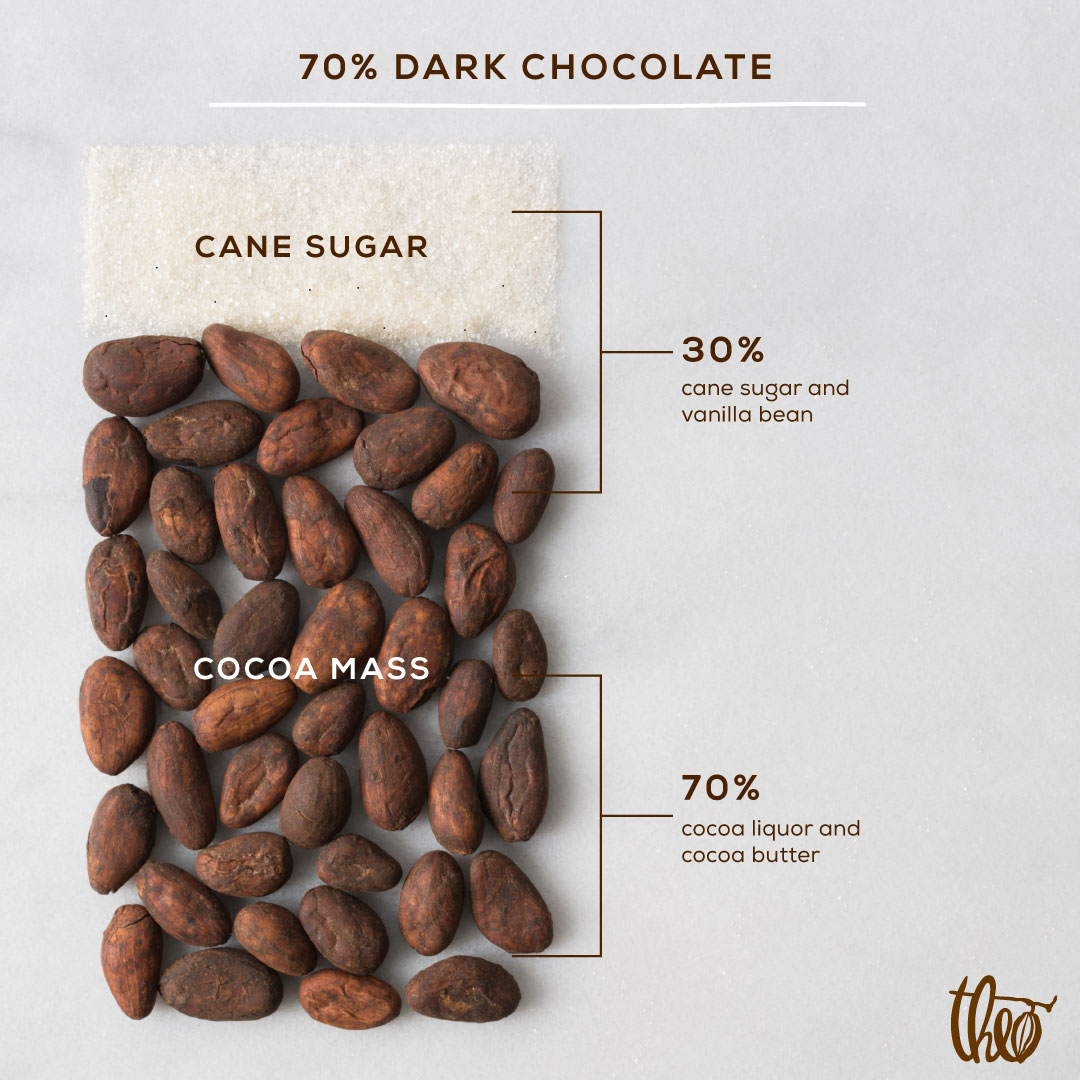 70% DARK CHOCOLATE
CANE SUGAR
30%
cane sugar and
vanilla bean
COCOA MASS
70%
cocoa liquor and
cocoa butter
theo